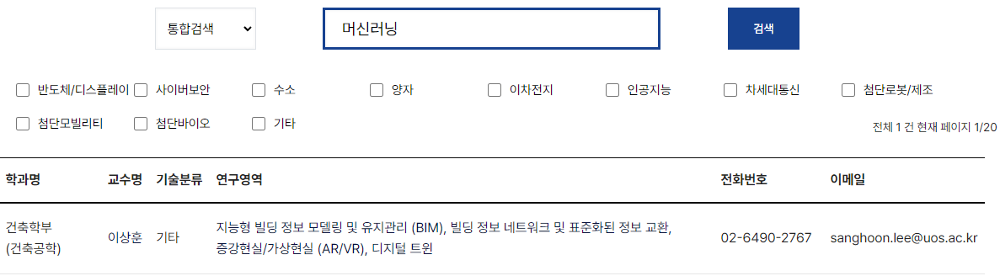 통합검색 머신러닝 검색
반도체/디스플레이 사이버보안 수소 양자 이차전지 인공지능 차세대통신 첨단로봇/제조
첨단모빌리티 첨단바이오 기타
전체 1 건 현재 페이지 1/20
학과명 교수명 기술분류 연구영역 전화번호 이메일
건축학부
(건축공학) 이상훈 기타 지능형 빌딩 정보 모델링 및 유지관리 (BIM), 빌딩 정보 네트워크 및 표준화된 정보 교환,
증강현실/가상현실 (AR/VR), 디지털 트윈 02-6490-2767 sanghoon.lee@uos.ac.kr